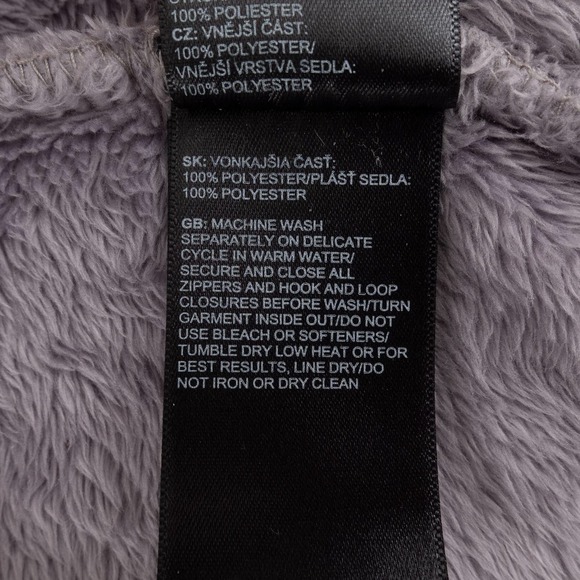 100% POLIESTER
CZ: VNĚJŠÍ ČÁST:
100% POLYESTER/
VNĚJŠÍ VRSTVA SEDLA:
100% POLYESTER
SK: VONKAJŠIA ČASŤ:
100% POLYESTER/PLÁŠŤ SEDLA:
100% POLYESTER
GB: MACHINE WASH
SEPARATELY ON DELICATE
CYCLE IN WARM WATER/
SECURE AND CLOSE ALL
ZIPPERS AND HOOK AND LOOP
CLOSURES BEFORE WASH/TURN
GARMENT INSIDE OUT/DO NOT
USE BLEACH OR SOFTENERS/
TUMBLE DRY LOW HEAT OR FOR
BEST RESULTS, LINE DRY/DO
NOT IRON OR DRY CLEAN